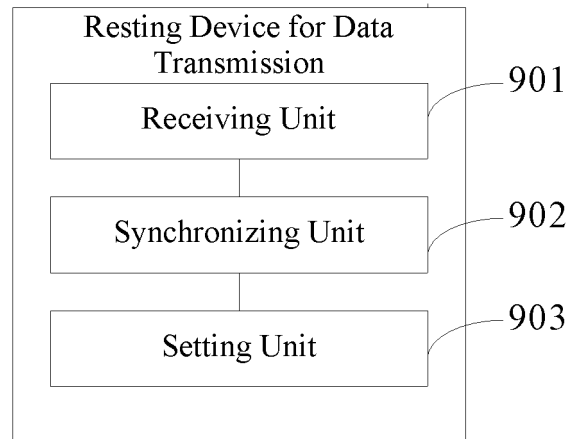 Resting Device for Data
Transmission
Receiving Unit
901
Synchronizing Unit
902
Setting Unit
903